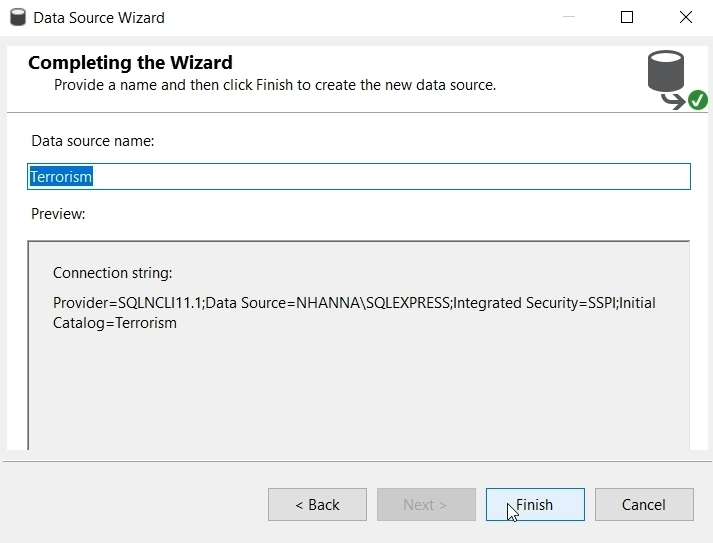 Data Source Wizard
Completing the Wizard
Provide a name and then click Finish to create the new data source.
Data source name:
Terrorism
Preview:
Connection string:
Provider=SQLNCLI11.1;Data Source=NHANNA\SQLEXPRESS;Integrated Security=SSPI;Initial
Catalog=Terrorism
< Back
Next >
Finish
Cancel